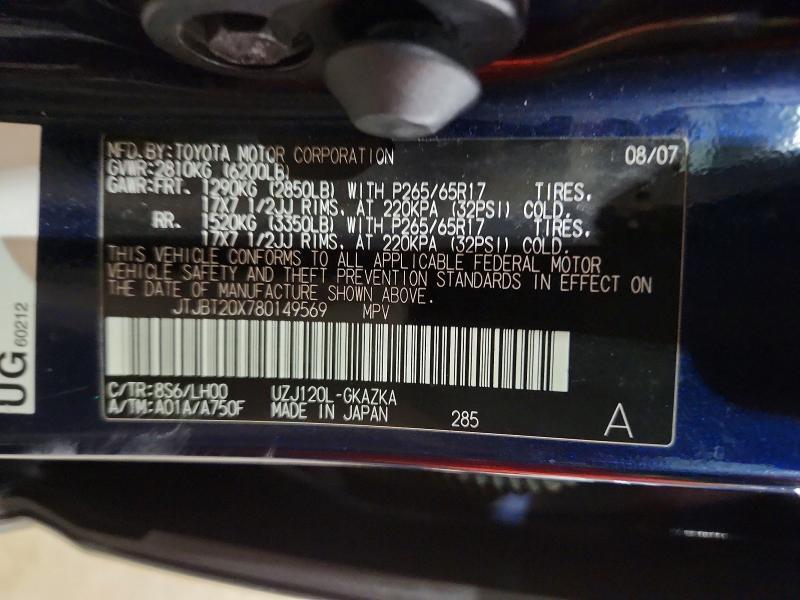 MFD.BY:TOYOTA MOTOR CORPORATION 08/07
GVWR:2810KG (6200LB)
GAWR:FRT. 1290KG (2850LB) WITH P265/65R17 TIRES,
17X7 1/2JJ RIMS, AT 220KPA (32PSI) COLD.
RR. 1520KG (3350LB) WITH P265/65R17 TIRES,
17X7 1/2JJ RIMS, AT 220KPA (32PSI) COLD.
THIS VEHICLE CONFORMS TO ALL APPLICABLE FEDERAL MOTOR
VEHICLE SAFETY AND THEFT PREVENTION STANDARDS IN EFFECT ON
THE DATE OF MANUFACTURE SHOWN ABOVE.
JTJBT20X780149569 MPV
C/TR:8S6/LH00 UZJ120L-GKAZKA
A/TM:A01A/A750F MADE IN JAPAN 285 A
UG
60212